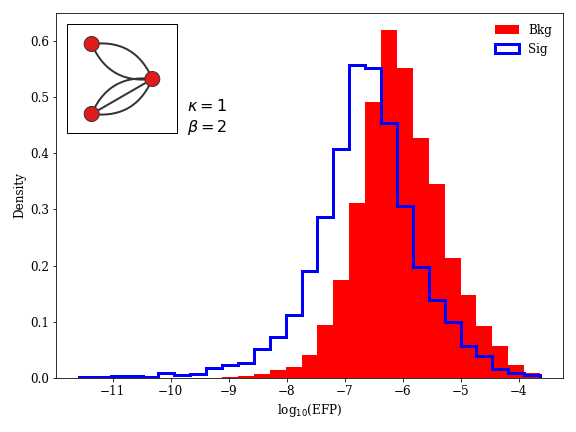 0.6
0.5
0.4
0.3
0.2
0.1
0.0
Density
κ = 1
β = 2
Bkg
Sig
−11 −10 −9 −8 −7 −6 −5 −4
log₁₀(EFP)